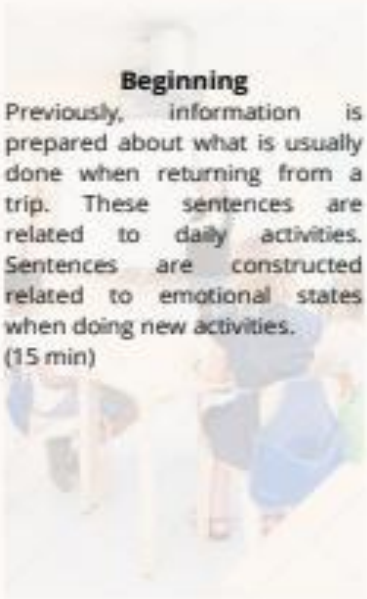 Beginning
Previously, information is
prepared about what is usually
done when returning from a
trip. These sentences are
related to daily activities.
Sentences are constructed
related to emotional states
when doing new activities.
(15 min)